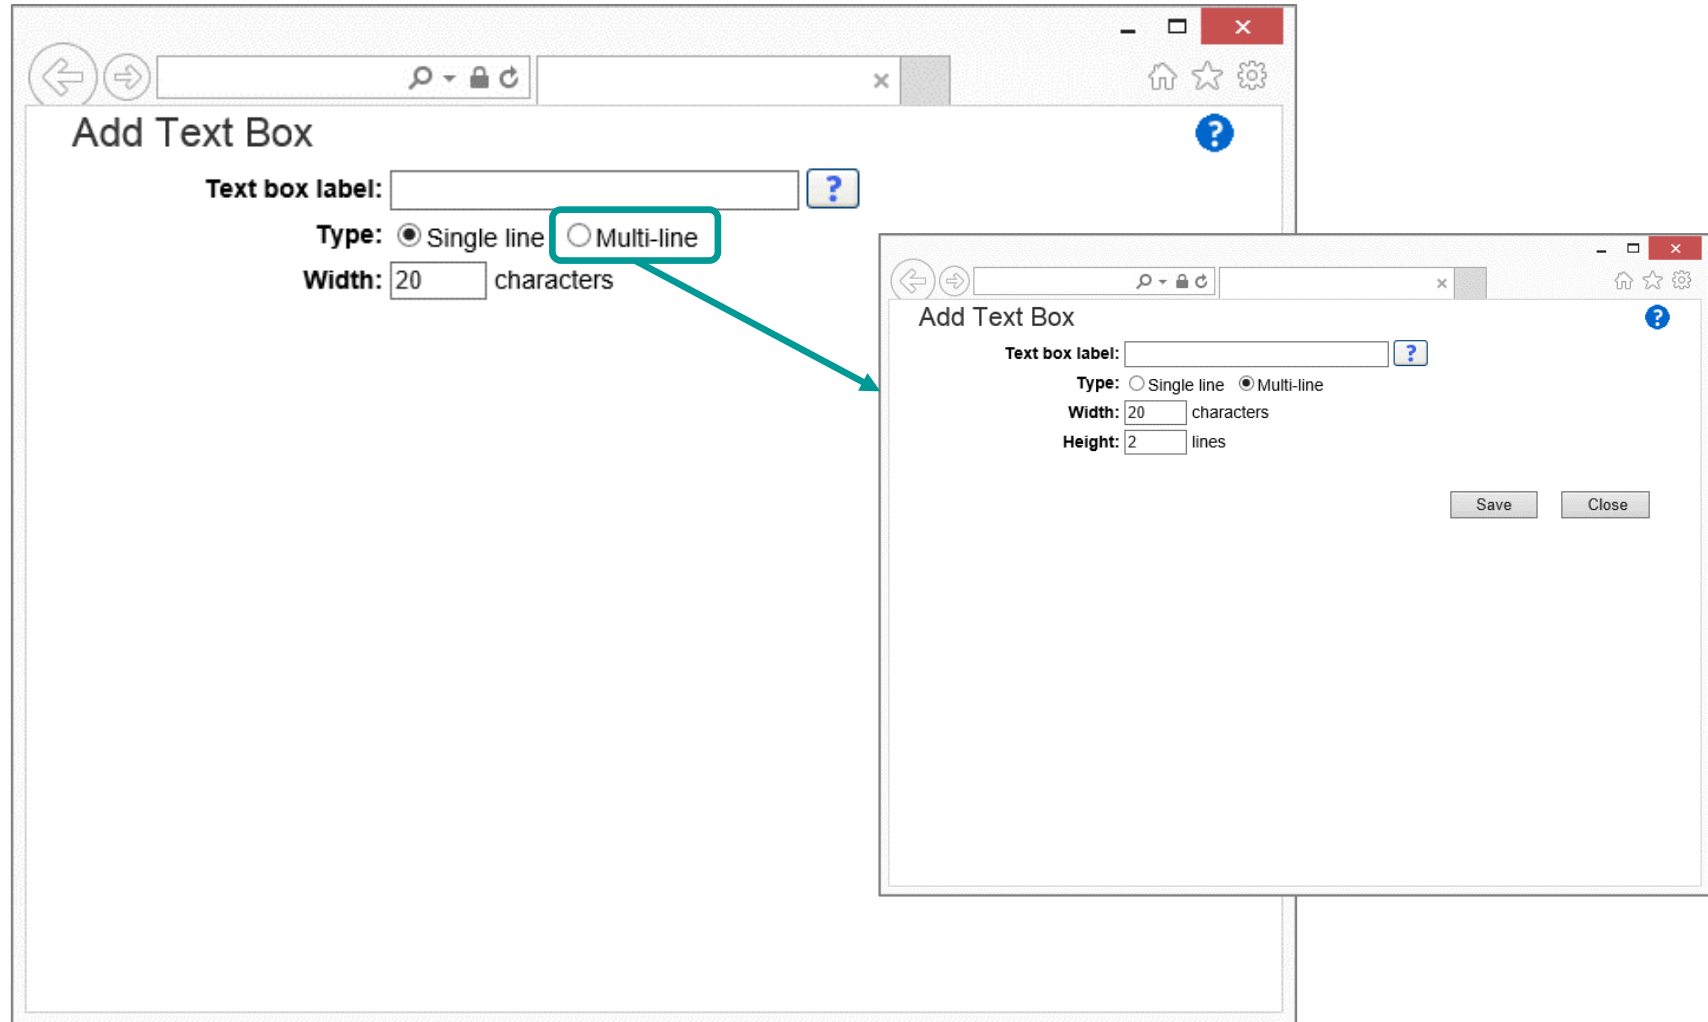 Add Text Box
?
Text box label: ?
Type: Single line Multi-line
Width: 20 characters
Add Text Box
?
Text box label: ?
Type: Single line Multi-line
Width: 20 characters
Height: 2 lines
Save Close